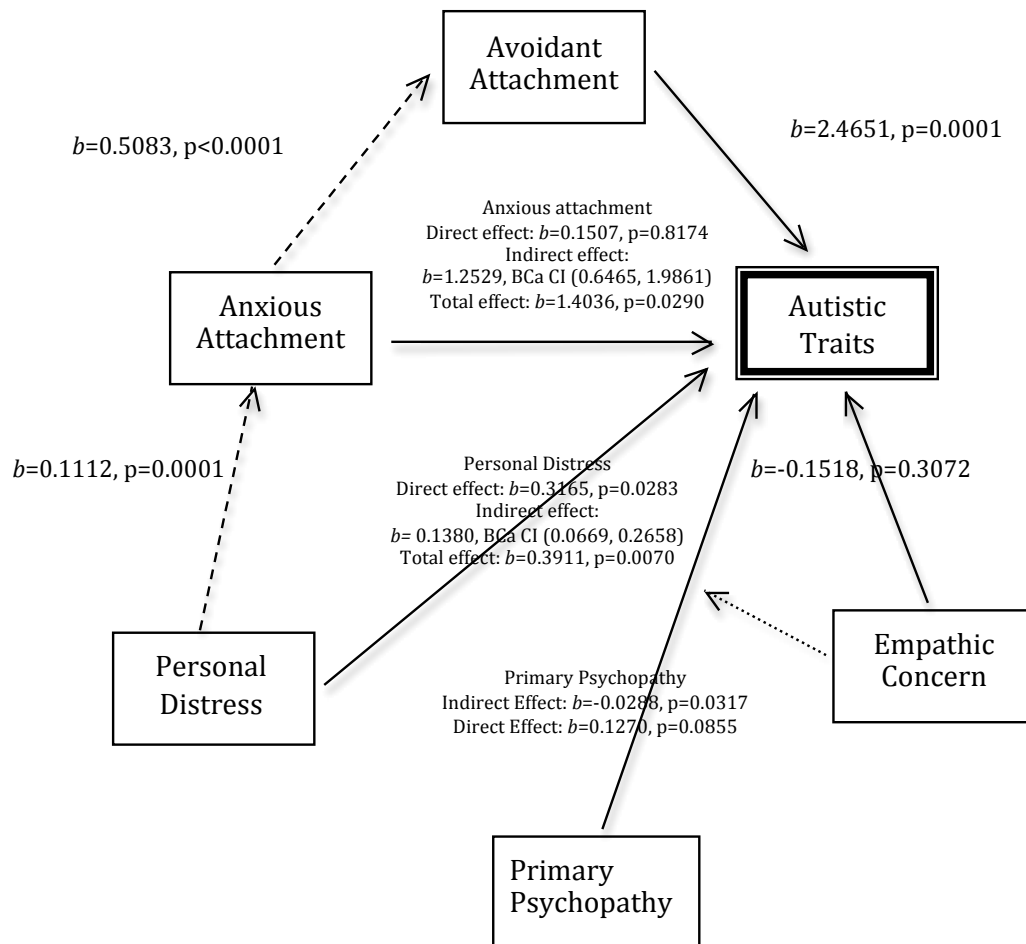 Avoidant
Attachment
b=0.5083, p<0.0001
b=2.4651, p=0.0001
Anxious attachment
Direct effect: b=0.1507, p=0.8174
Indirect effect:
b=1.2529, BCa CI (0.6465, 1.9861)
Total effect: b=1.4036, p=0.0290
Anxious
Attachment
Autistic
Traits
b=0.1112, p=0.0001
Personal Distress
Direct effect: b=0.3165, p=0.0283
Indirect effect:
b= 0.1380, BCa CI (0.0669, 0.2658)
Total effect: b=0.3911, p=0.0070
b=-0.1518, p=0.3072
Personal
Distress
Empathic
Concern
Primary Psychopathy
Indirect Effect: b=-0.0288, p=0.0317
Direct Effect: b=0.1270, p=0.0855
Primary
Psychopathy